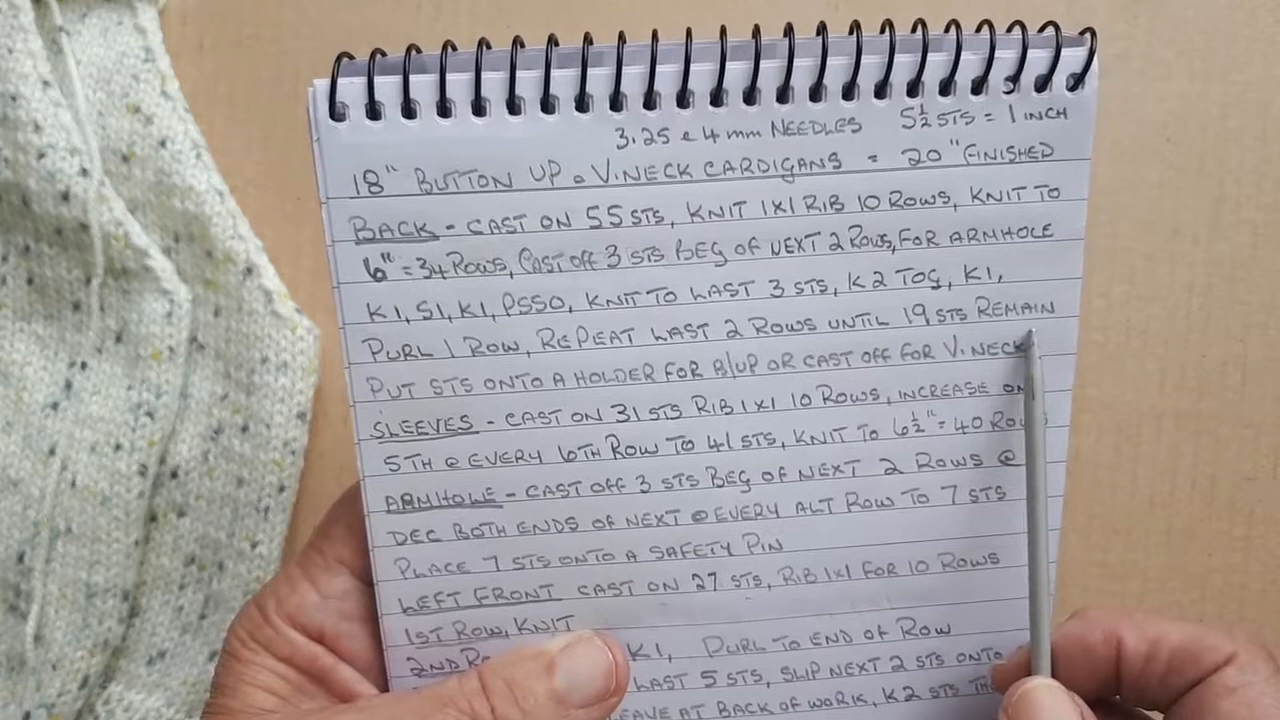 3.25 & 4 mm NEEDLES 5½ STS = 1 INCH
18" BUTTON UP & V.NECK CARDIGANS = 20" FINISHED
BACK - CAST ON 55 STS, KNIT 1X1 RIB 10 ROWS, KNIT TO
6" = 34 ROWS, CAST OFF 3 STS BEG OF NEXT 2 ROWS, FOR ARMHOLE
K1, S1, K1, PSSO, KNIT TO LAST 3 STS, K2 TOG, K1,
PURL 1 ROW, REPEAT LAST 2 ROWS UNTIL 19 STS REMAIN
PUT STS ONTO A HOLDER FOR B/UP OR CAST OFF FOR V.NECK
SLEEVES - CAST ON 31 STS RIB 1X1 10 ROWS, INCREASE ON
5TH & EVERY 6TH ROW TO 41 STS, KNIT TO 6½" = 40
ARMHOLE - CAST OFF 3 STS BEG OF NEXT 2 ROWS &
DEC BOTH ENDS OF NEXT & EVERY ALT ROW TO 7 STS
PLACE 7 STS ONTO A SAFETY PIN
LEFT FRONT CAST ON 27 STS, RIB 1X1 FOR 10 ROWS
1ST ROW, KNIT
2ND K1, PURL TO END OF ROW
LAST 5 STS, SLIP NEXT 2 STS ONTO
LEAVE AT BACK OF WORK, K2 STS